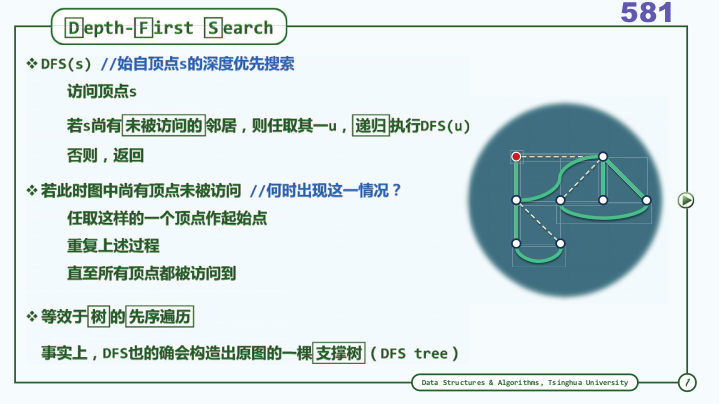 581
Depth-First Search
❖ DFS(s) //始自顶点s的深度优先搜索
访问顶点s
若s尚有未被访问的邻居，则任取其一u，递归执行DFS(u)
否则，返回
❖ 若此时图中尚有顶点未被访问 //何时出现这一情况？
任取这样的一个顶点作起始点
重复上述过程
直至所有顶点都被访问到
❖ 等效于树的先序遍历
事实上，DFS也的确会构造出原图的一棵支撑树（DFS tree）
Data Structures & Algorithms, Tsinghua University
7